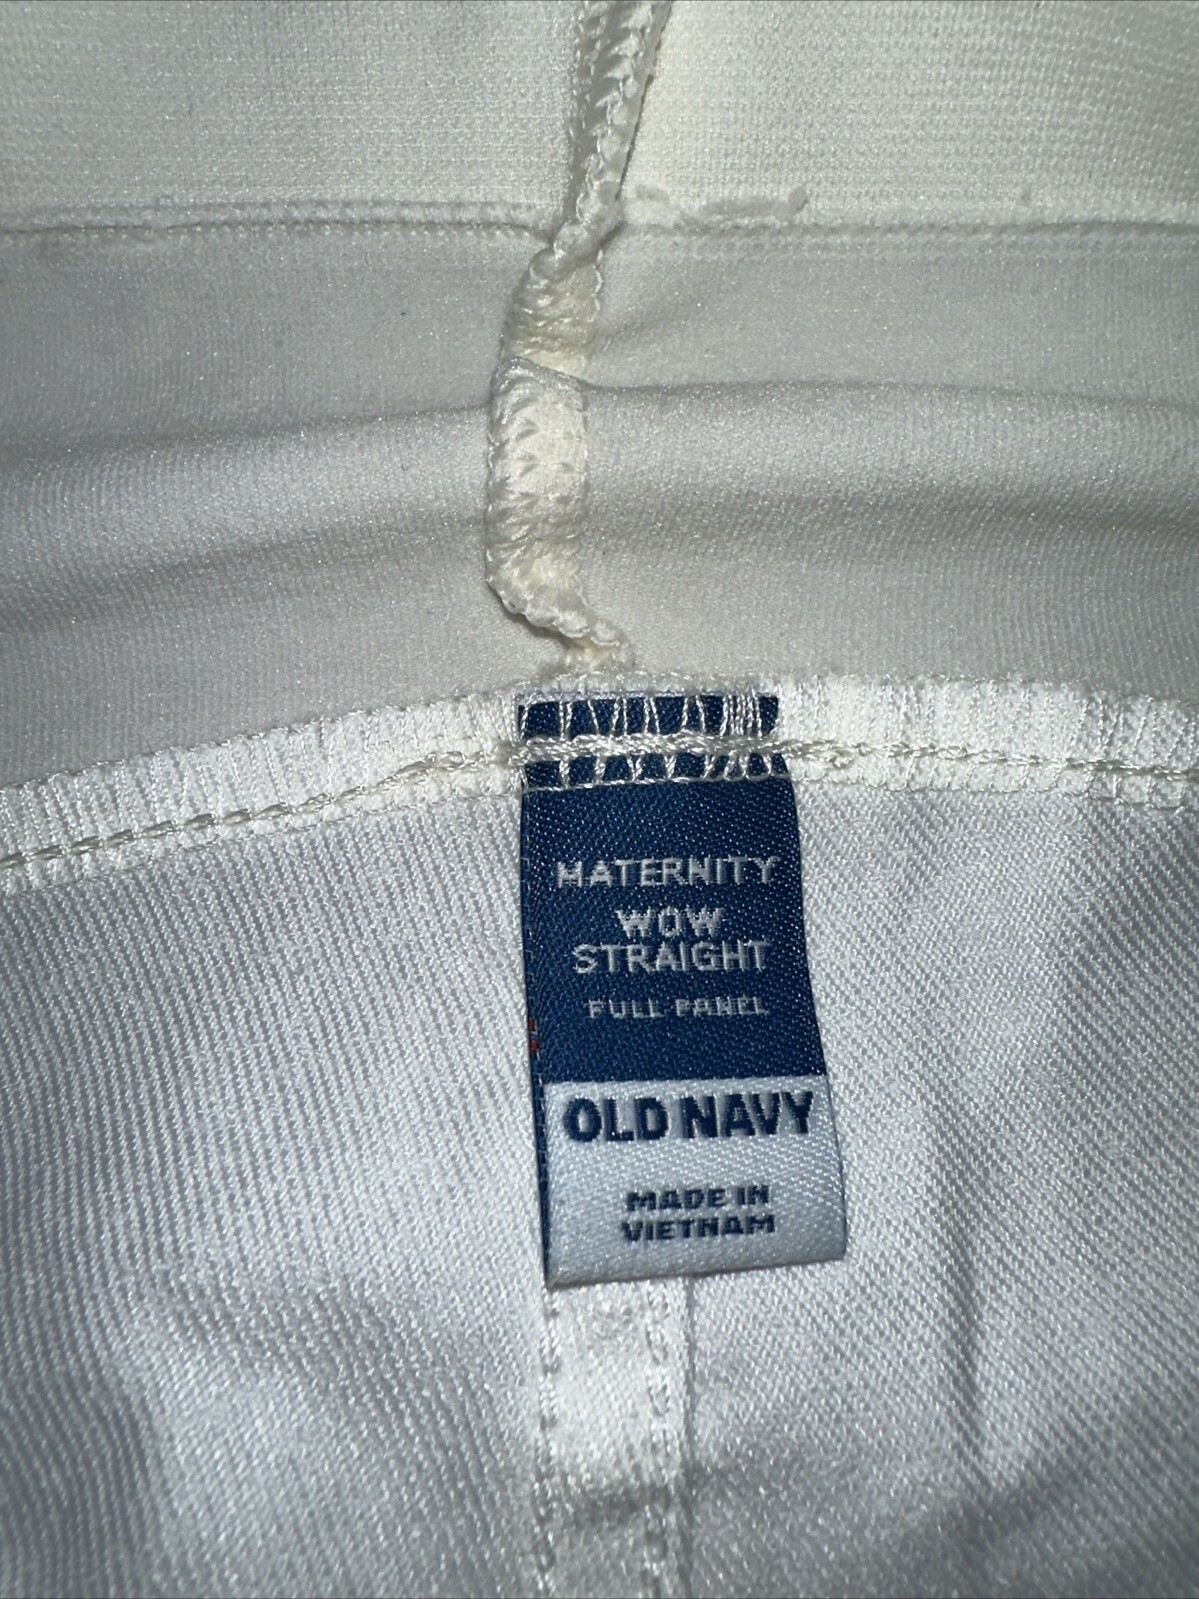 MATERNITY
WOW
STRAIGHT
FULL PANEL
OLD NAVY
MADE IN
VIETNAM